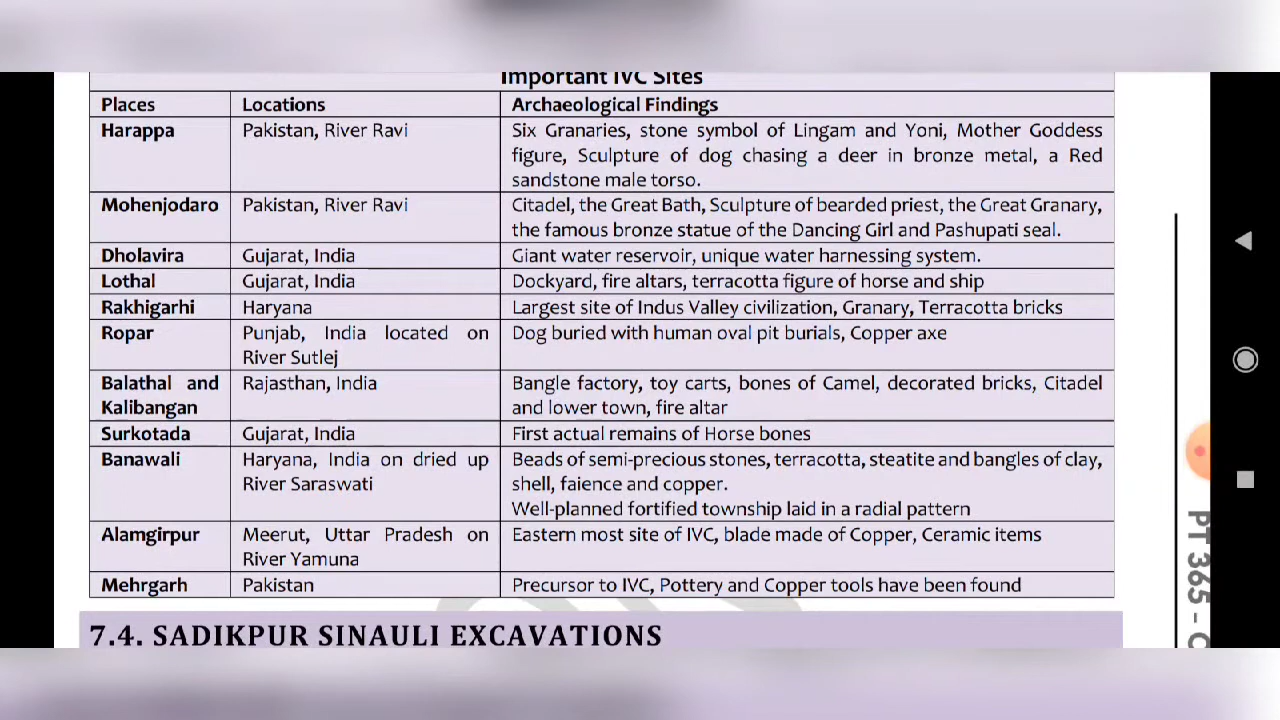 Important IVC Sites
Places Locations Archaeological Findings
Harappa Pakistan, River Ravi Six Granaries, stone symbol of Lingam and Yoni, Mother Goddess
figure, Sculpture of dog chasing a deer in bronze metal, a Red
sandstone male torso.
Mohenjodaro Pakistan, River Ravi Citadel, the Great Bath, Sculpture of bearded priest, the Great Granary,
the famous bronze statue of the Dancing Girl and Pashupati seal.
Dholavira Gujarat, India Giant water reservoir, unique water harnessing system.
Lothal Gujarat, India Dockyard, fire altars, terracotta figure of horse and ship
Rakhigarhi Haryana Largest site of Indus Valley civilization, Granary, Terracotta bricks
Ropar Punjab, India located on Dog buried with human oval pit burials, Copper axe
River Sutlej
Balathal and Rajasthan, India Bangle factory, toy carts, bones of Camel, decorated bricks, Citadel
Kalibangan and lower town, fire altar
Surkotada Gujarat, India First actual remains of Horse bones
Banawali Haryana, India on dried up Beads of semi-precious stones, terracotta, steatite and bangles of clay,
River Saraswati shell, faience and copper.
Well-planned fortified township laid in a radial pattern
Alamgirpur Meerut, Uttar Pradesh on Eastern most site of IVC, blade made of Copper, Ceramic items
River Yamuna
Mehrgarh Pakistan Precursor to IVC, Pottery and Copper tools have been found
7.4. SADIKPUR SINAULI EXCAVATIONS
PT 365 -